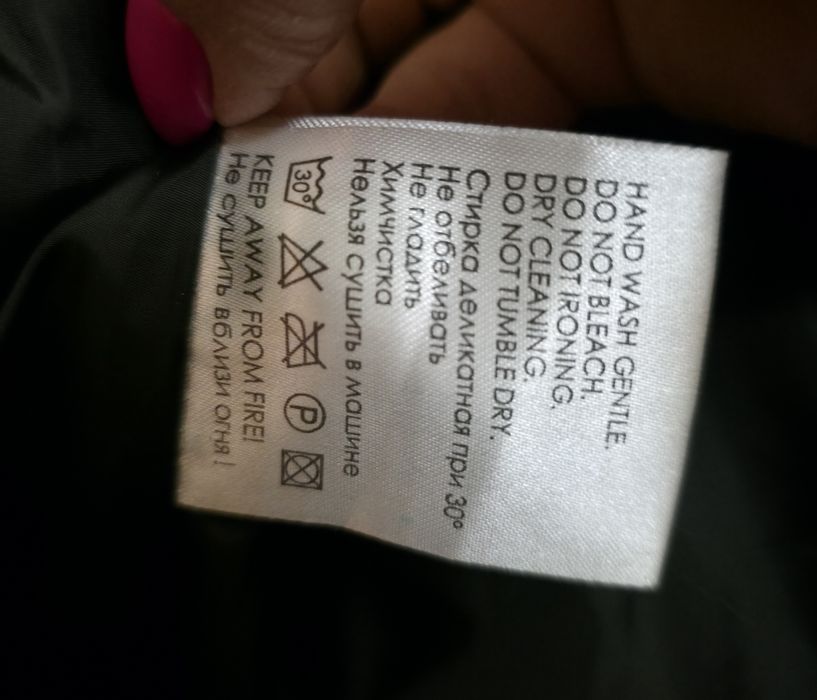 HAND WASH GENTLE.
DO NOT BLEACH.
DO NOT IRONING.
DRY CLEANING.
DO NOT TUMBLE DRY.
Стирка деликатная при 30°
Не отбеливать
Не гладить
Химчистка
Нельзя сушить в машине
30° P
KEEP AWAY FROM FIRE!
Не сушить вблизи огня!